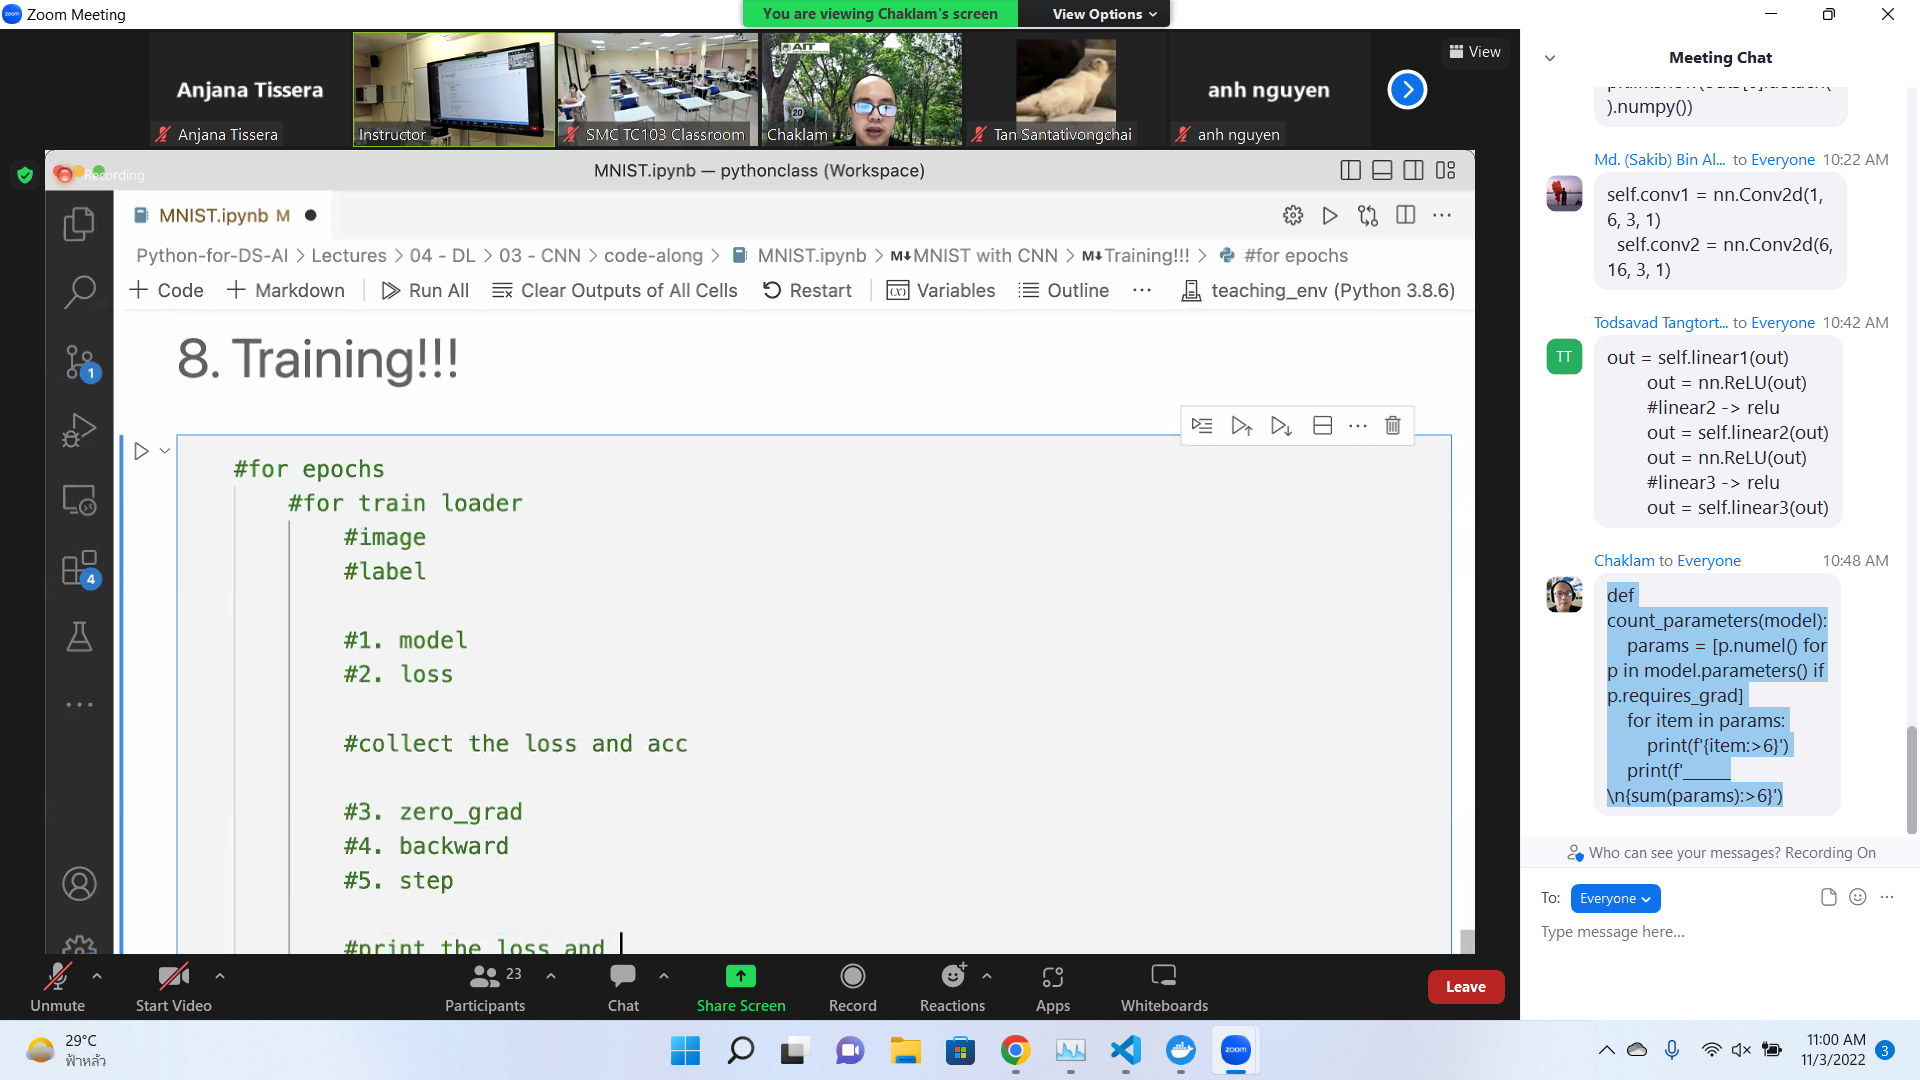 Zoom Meeting
You are viewing Chaklam's screen
View Options
Anjana Tissera
Anjana Tissera
Instructor
SMC TC103 Classroom
AIT
20
Chaklam
Tan Santativongchai
anh nguyen
anh nguyen
View
Recording
MNIST.ipynb — pythonclass (Workspace)
MNIST.ipynb M
Python-for-DS-AI > Lectures > 04 - DL > 03 - CNN > code-along > MNIST.ipynb > M↓MNIST with CNN > M↓Training!!! > #for epochs
+ Code + Markdown Run All Clear Outputs of All Cells Restart Variables Outline ... teaching_env (Python 3.8.6)
1
4
8. Training!!!
#for epochs
#for train loader
#image
#label
#1. model
#2. loss
#collect the loss and acc
#3. zero_grad
#4. backward
#5. step
#print the loss and
Meeting Chat
).numpy())
Md. (Sakib) Bin Al... to Everyone 10:22 AM
self.conv1 = nn.Conv2d(1,
6, 3, 1)
self.conv2 = nn.Conv2d(6,
16, 3, 1)
Todsavad Tangtort... to Everyone 10:42 AM
TT
out = self.linear1(out)
out = nn.ReLU(out)
#linear2 -> relu
out = self.linear2(out)
out = nn.ReLU(out)
#linear3 -> relu
out = self.linear3(out)
Chaklam to Everyone 10:48 AM
def
count_parameters(model):
params = [p.numel() for
p in model.parameters() if
p.requires_grad]
for item in params:
print(f'{item:>6}')
print(f'______
\n{sum(params):>6}')
Who can see your messages? Recording On
To: Everyone
Type message here...
Unmute
Start Video
23
Participants
Chat
Share Screen
Record
Reactions
Apps
Whiteboards
Leave
29°C
ฟ้าหลัว
zoom
11:00 AM
11/3/2022
3